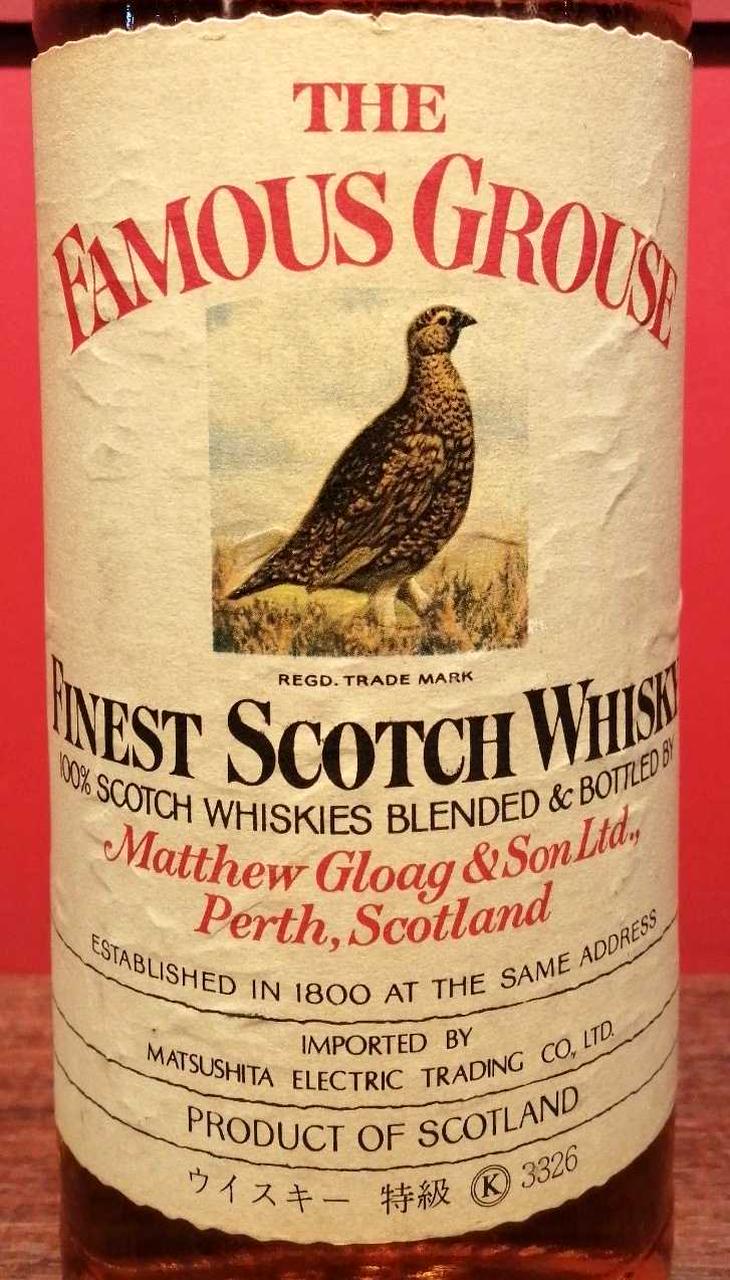 THE
FAMOUS GROUSE
REGD. TRADE MARK
FINEST SCOTCH WHISKY
100% SCOTCH WHISKIES BLENDED & BOTTLED BY
Matthew Gloag & Son Ltd.,
Perth, Scotland
ESTABLISHED IN 1800 AT THE SAME ADDRESS
IMPORTED BY
MATSUSHITA ELECTRIC TRADING CO., LTD.
PRODUCT OF SCOTLAND
ウイスキー 特級 Ⓚ 3326